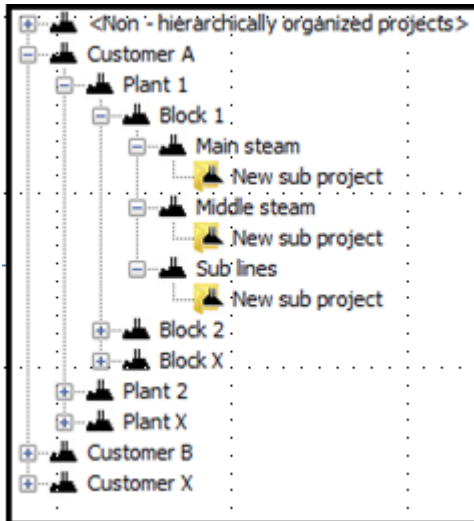 <Non - hierarchically organized projects>
Customer A
Plant 1
Block 1
Main steam
New sub project
Middle steam
New sub project
Sub lines
New sub project
Block 2
Block X
Plant 2
Plant X
Customer B
Customer X